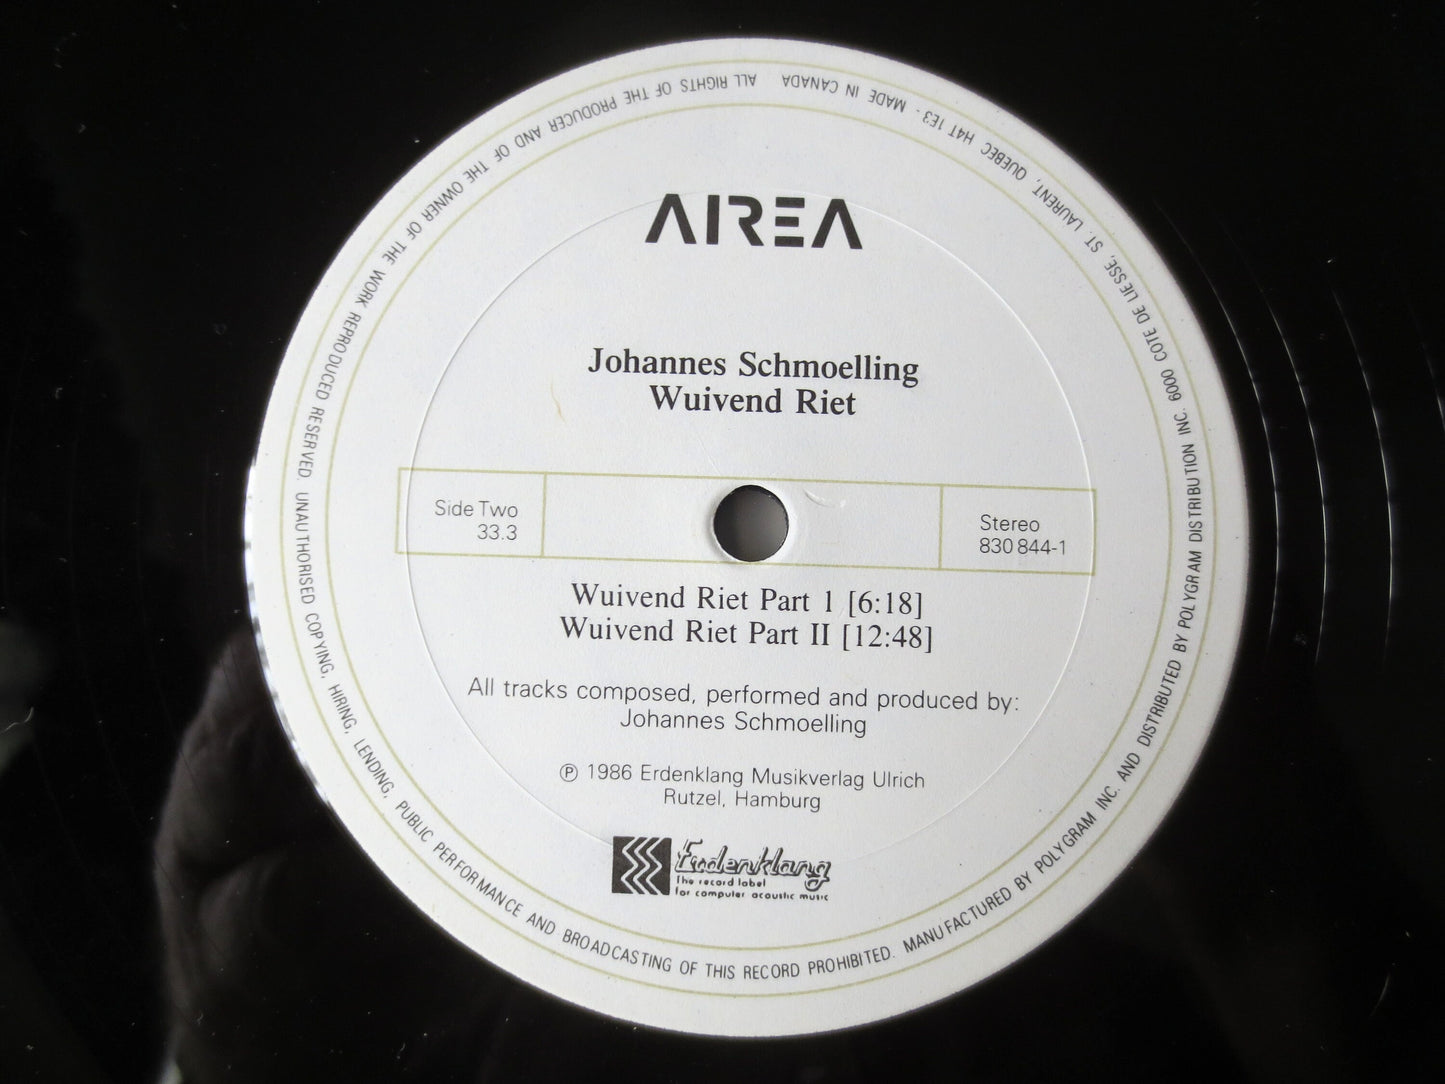 AIREA
Johannes Schmoelling
Wuivend Riet
Side Two
33.3
Stereo
830 844-1
Wuivend Riet Part 1 [6:18]
Wuivend Riet Part II [12:48]
All tracks composed, performed and produced by:
Johannes Schmoelling
℗ 1986 Erdenklang Musikverlag Ulrich
Rutzel, Hamburg
Erdenklang
The record label
for computer acoustic music
ALL RIGHTS OF THE PRODUCER AND OF THE OWNER OF THE WORK REPRODUCED RESERVED. UNAUTHORISED COPYING, HIRING, LENDING, PUBLIC PERFORMANCE AND BROADCASTING OF THIS RECORD PROHIBITED. MANUFACTURED BY POLYGRAM INC. AND DISTRIBUTED BY POLYGRAM DISTRIBUTION INC. 6000 COTE DE LIESSE, ST. LAURENT, QUEBEC H4T 1E3 - MADE IN CANADA